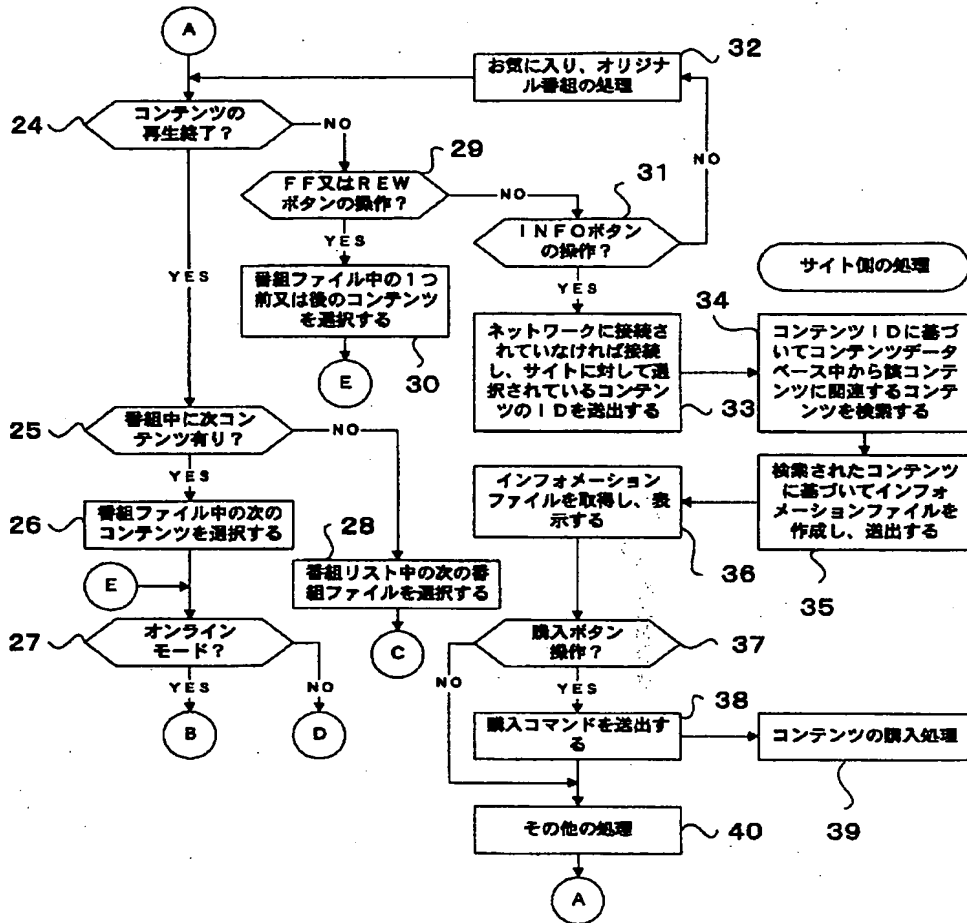 A
32
お気に入り、オリジナ
ル番組の処理
24
コンテンツの
再生終了？
NO
NO
29
FF又はREW
ボタンの操作？
NO
31
INFOボタン
の操作？
YES
YES
YES
サイト側の処理
番組ファイル中の1つ
前又は後のコンテンツ
を選択する
30
E
ネットワークに接続
されていなければ接続
し、サイトに対して選
択されているコンテン
ツのIDを送出する
33
34
コンテンツIDに基づ
いてコンテンツデータ
ベース中から該コンテ
ンツに関連するコンテ
ンツを検索する
25
番組中に次コン
テンツ有り？
NO
YES
26
番組ファイル中の次の
コンテンツを選択する
28
番組リスト中の次の番
組ファイルを選択する
C
インフォメーション
ファイルを取得し、表
示する
36
検索されたコンテンツ
に基づいてインフォ
メーションファイルを
作成し、送出する
35
E
27
オンライン
モード？
YES
NO
B
D
購入ボタン
操作？
37
NO
YES
38
購入コマンドを送出す
る
コンテンツの購入処理
39
その他の処理
40
A